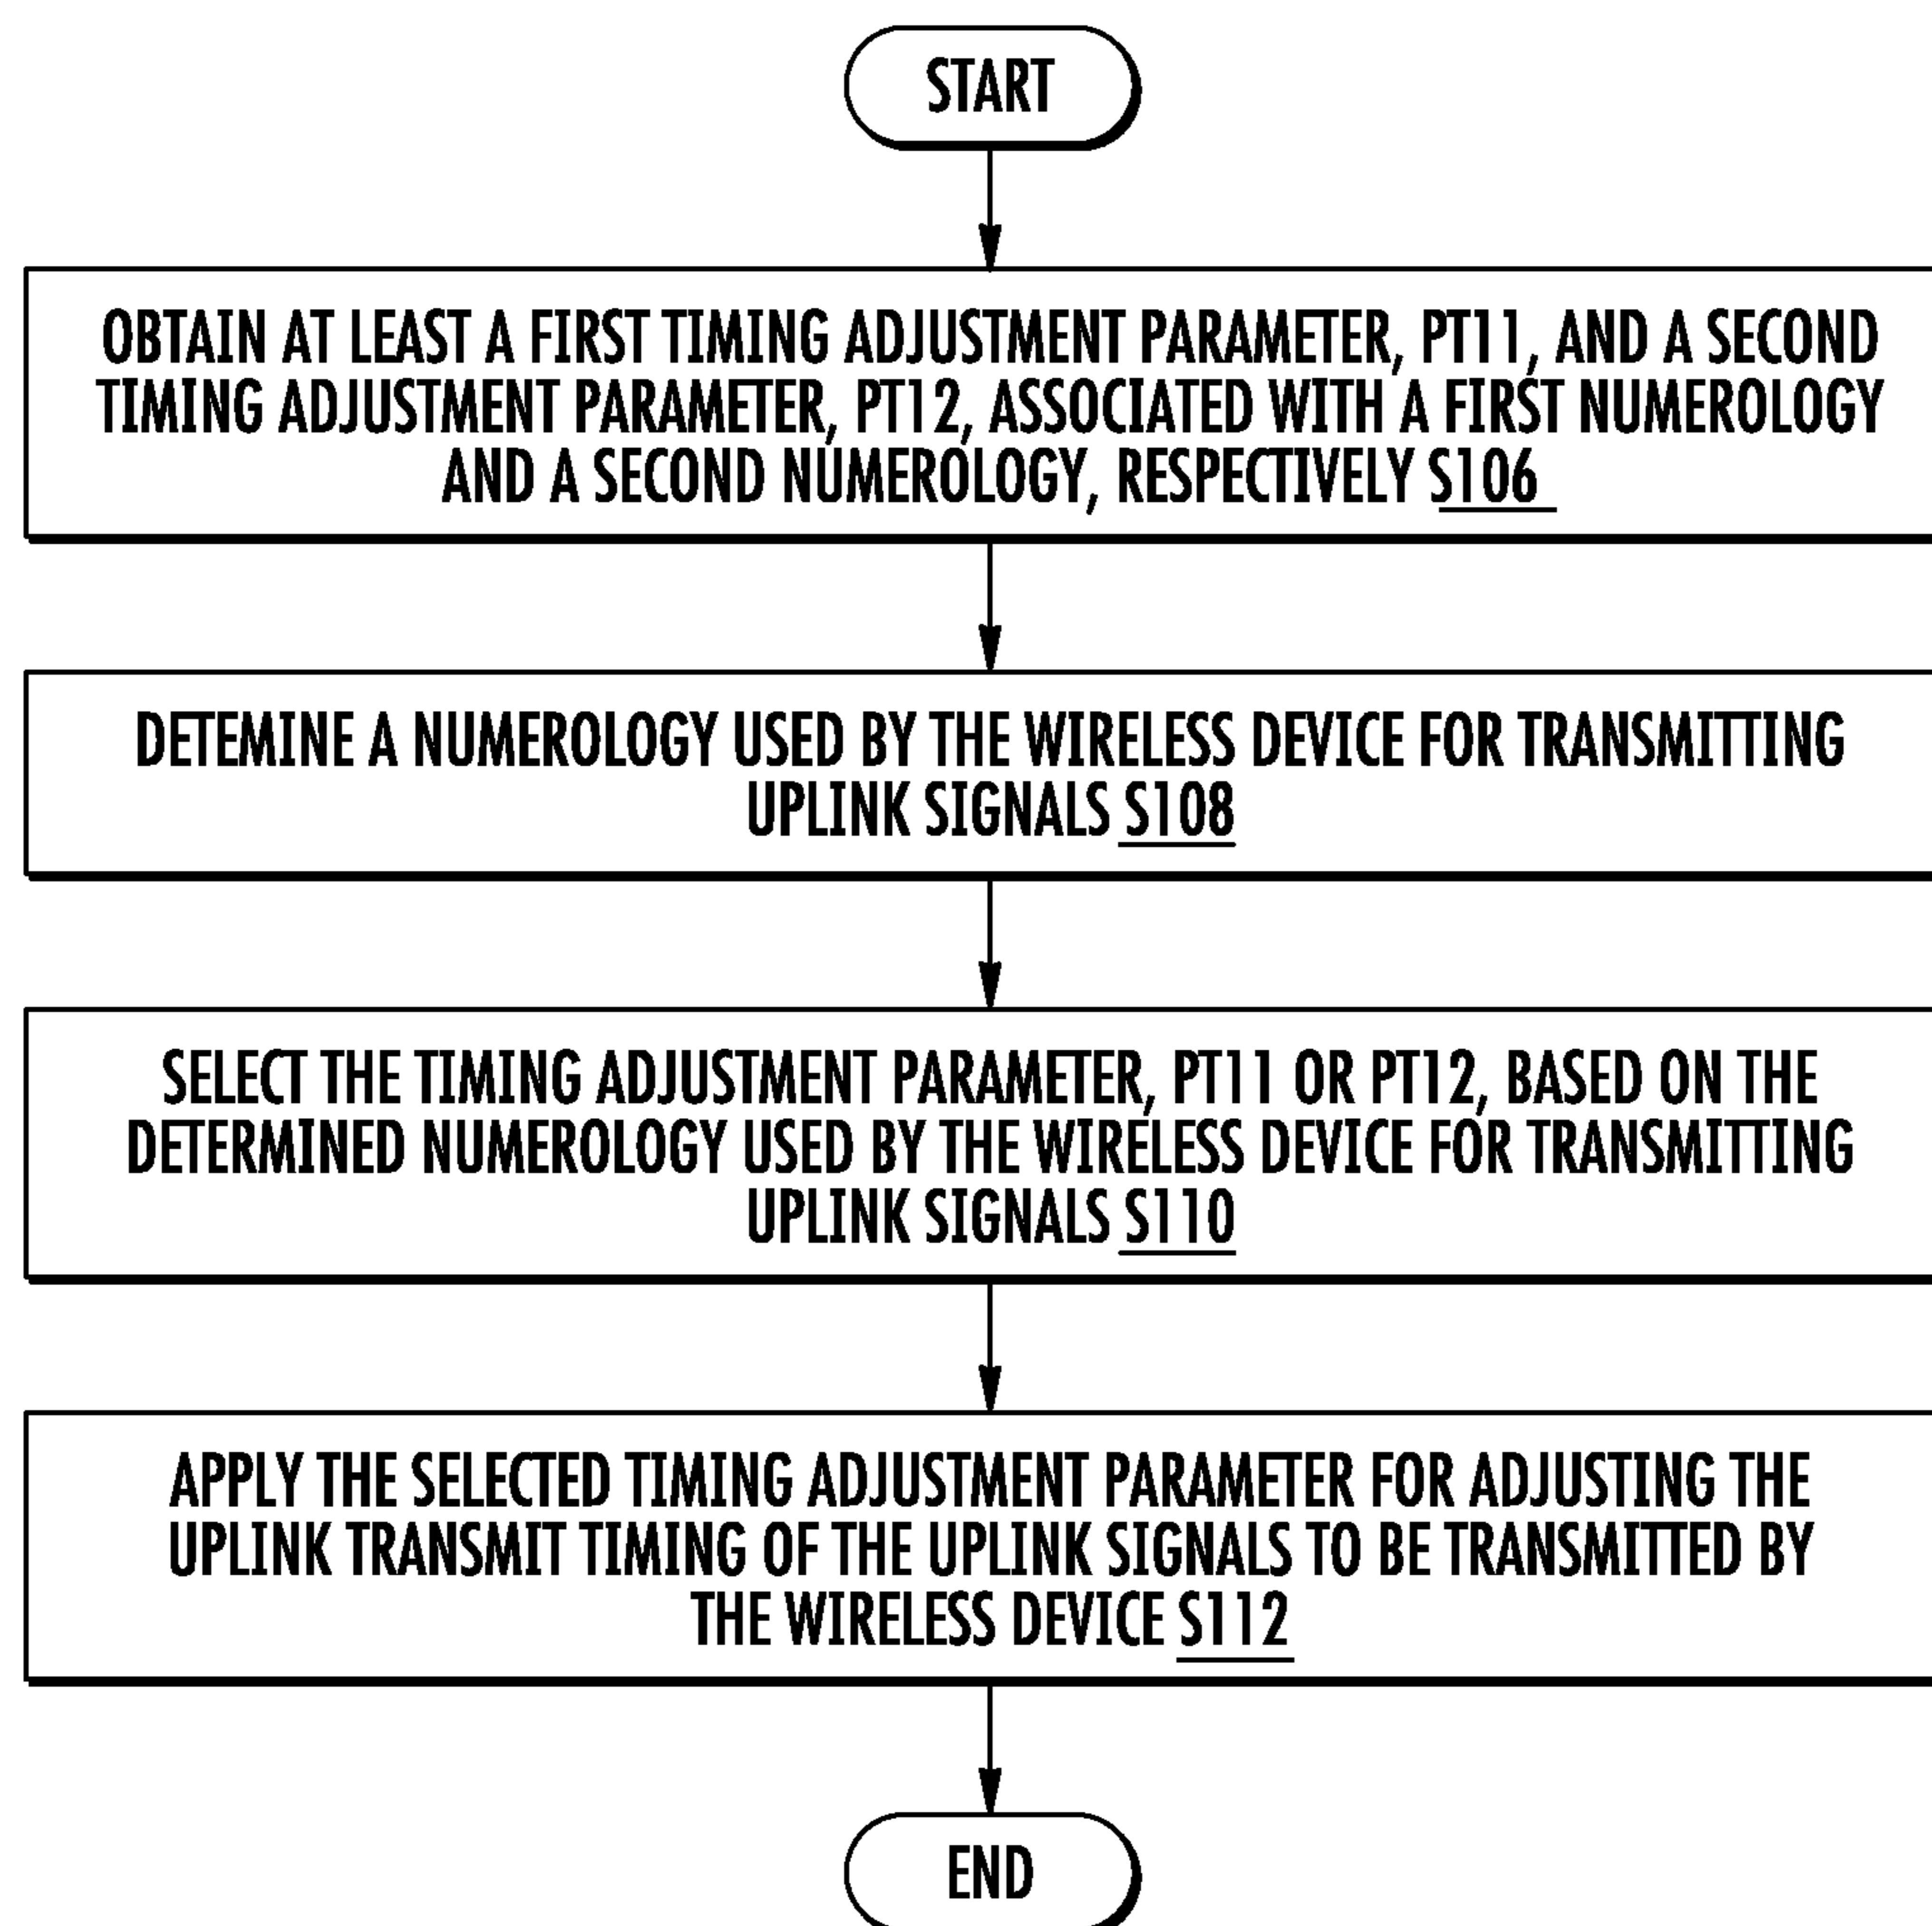 START
OBTAIN AT LEAST A FIRST TIMING ADJUSTMENT PARAMETER, PT11, AND A SECOND
TIMING ADJUSTMENT PARAMETER, PT12, ASSOCIATED WITH A FIRST NUMEROLOGY
AND A SECOND NUMEROLOGY, RESPECTIVELY S106
DETEMINE A NUMEROLOGY USED BY THE WIRELESS DEVICE FOR TRANSMITTING
UPLINK SIGNALS S108
SELECT THE TIMING ADJUSTMENT PARAMETER, PT11 OR PT12, BASED ON THE
DETERMINED NUMEROLOGY USED BY THE WIRELESS DEVICE FOR TRANSMITTING
UPLINK SIGNALS S110
APPLY THE SELECTED TIMING ADJUSTMENT PARAMETER FOR ADJUSTING THE
UPLINK TRANSMIT TIMING OF THE UPLINK SIGNALS TO BE TRANSMITTED BY
THE WIRELESS DEVICE S112
END